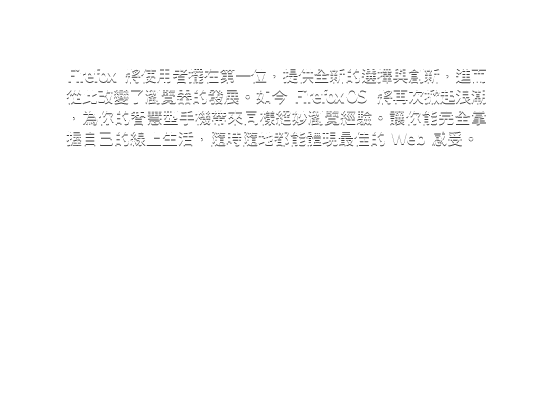 Firefox 將使用者擺在第一位，提供全新的選擇與創新，進而
從此改變了瀏覽器的發展。如今 Firefox OS 將再次掀起浪潮
，為你的智慧型手機帶來同樣絕妙瀏覽經驗。讓你能完全掌
握自己的線上生活，隨時隨地都能體現最佳的 Web 感受。